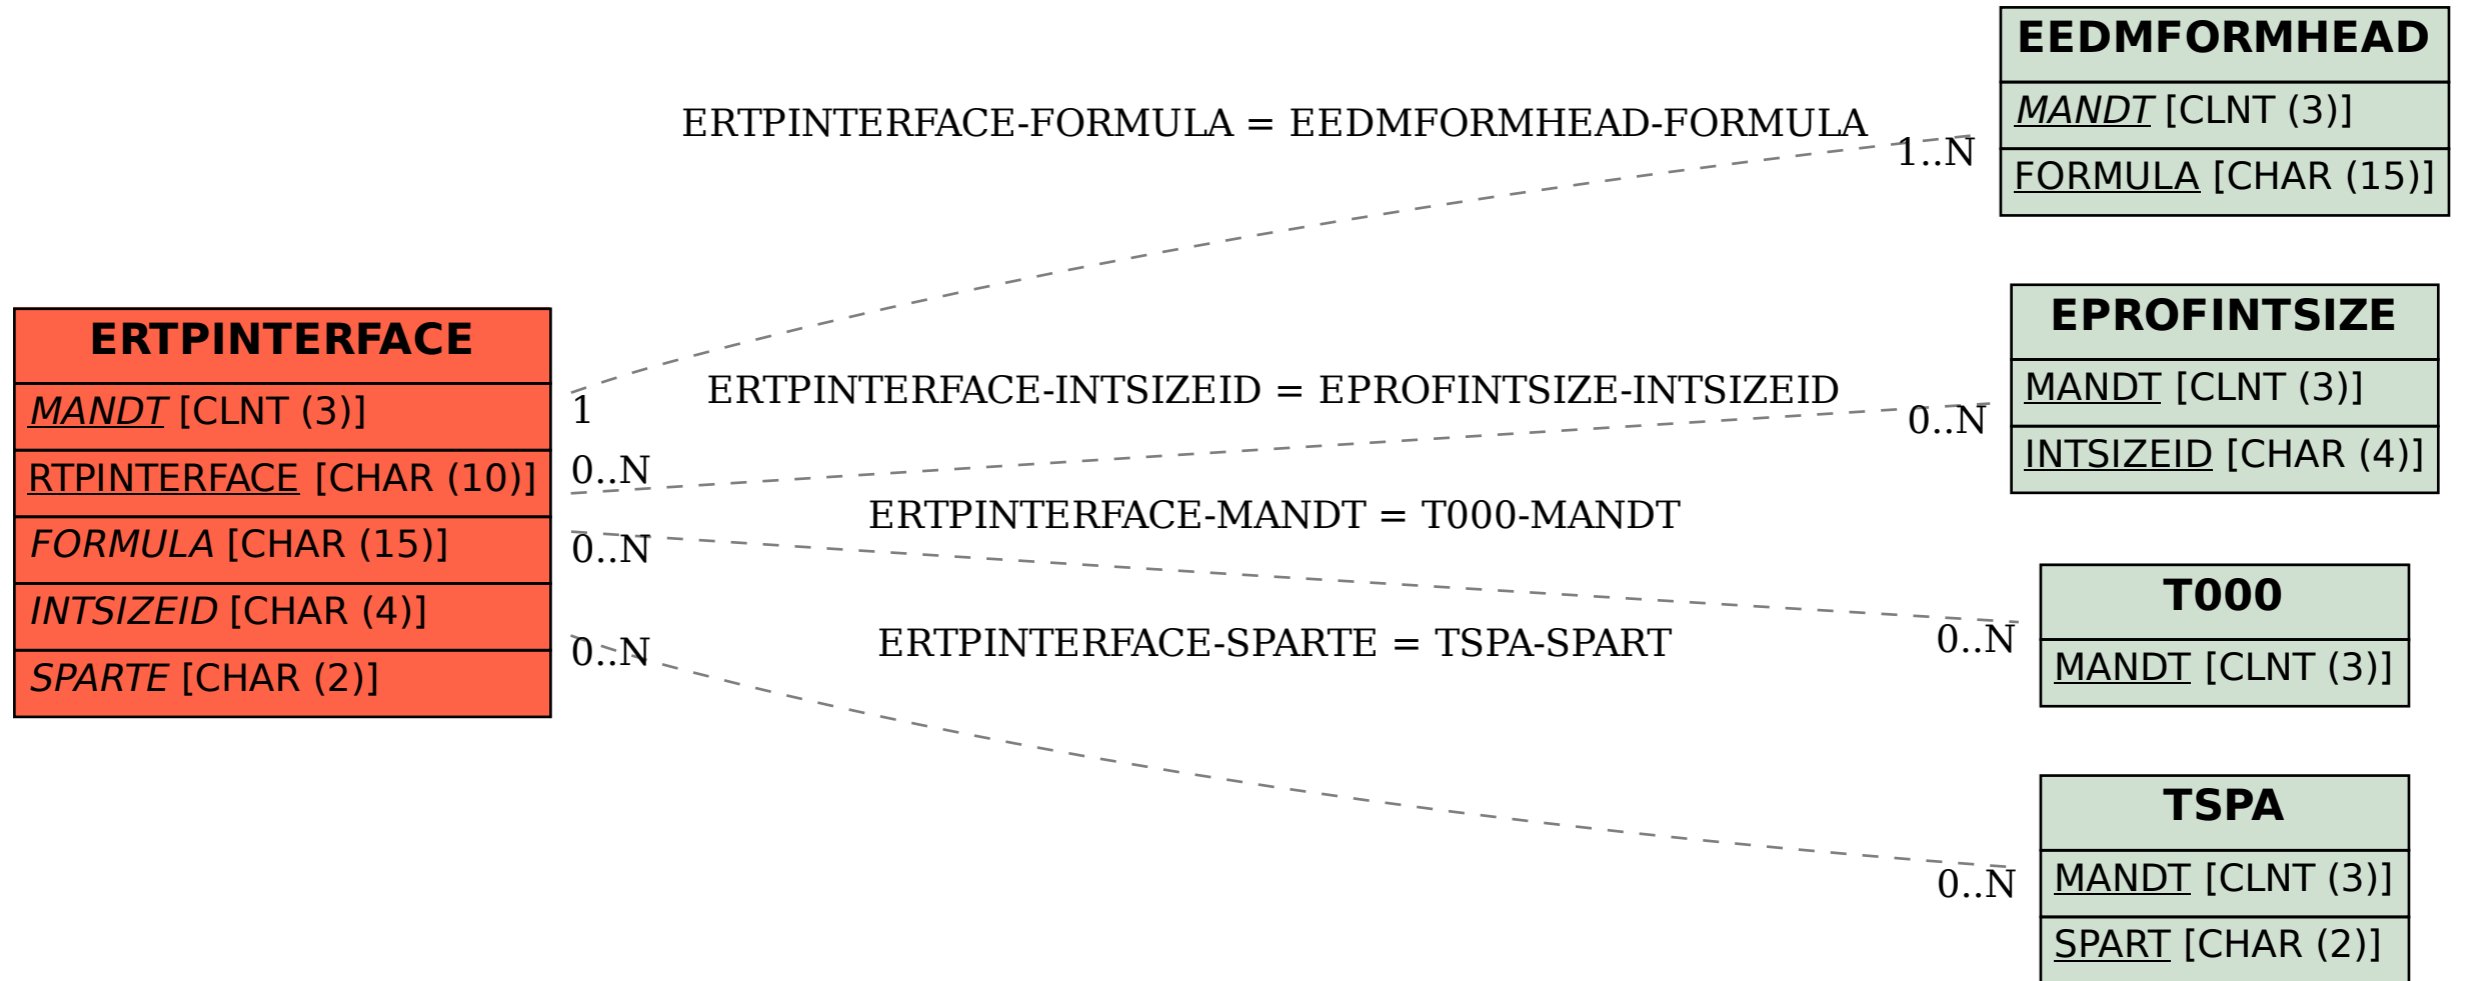 EEDMFORMHEAD
MANDT [CLNT (3)]
FORMULA [CHAR (15)]
ERTPINTERFACE-FORMULA = EEDMFORMHEAD-FORMULA
1..N
1
ERTPINTERFACE
MANDT [CLNT (3)]
RTPINTERFACE [CHAR (10)]
FORMULA [CHAR (15)]
INTSIZEID [CHAR (4)]
SPARTE [CHAR (2)]
ERTPINTERFACE-INTSIZEID = EPROFINTSIZE-INTSIZEID
0..N
0..N
EPROFINTSIZE
MANDT [CLNT (3)]
INTSIZEID [CHAR (4)]
ERTPINTERFACE-MANDT = T000-MANDT
0..N
0..N
T000
MANDT [CLNT (3)]
ERTPINTERFACE-SPARTE = TSPA-SPART
0..N
0..N
TSPA
MANDT [CLNT (3)]
SPART [CHAR (2)]